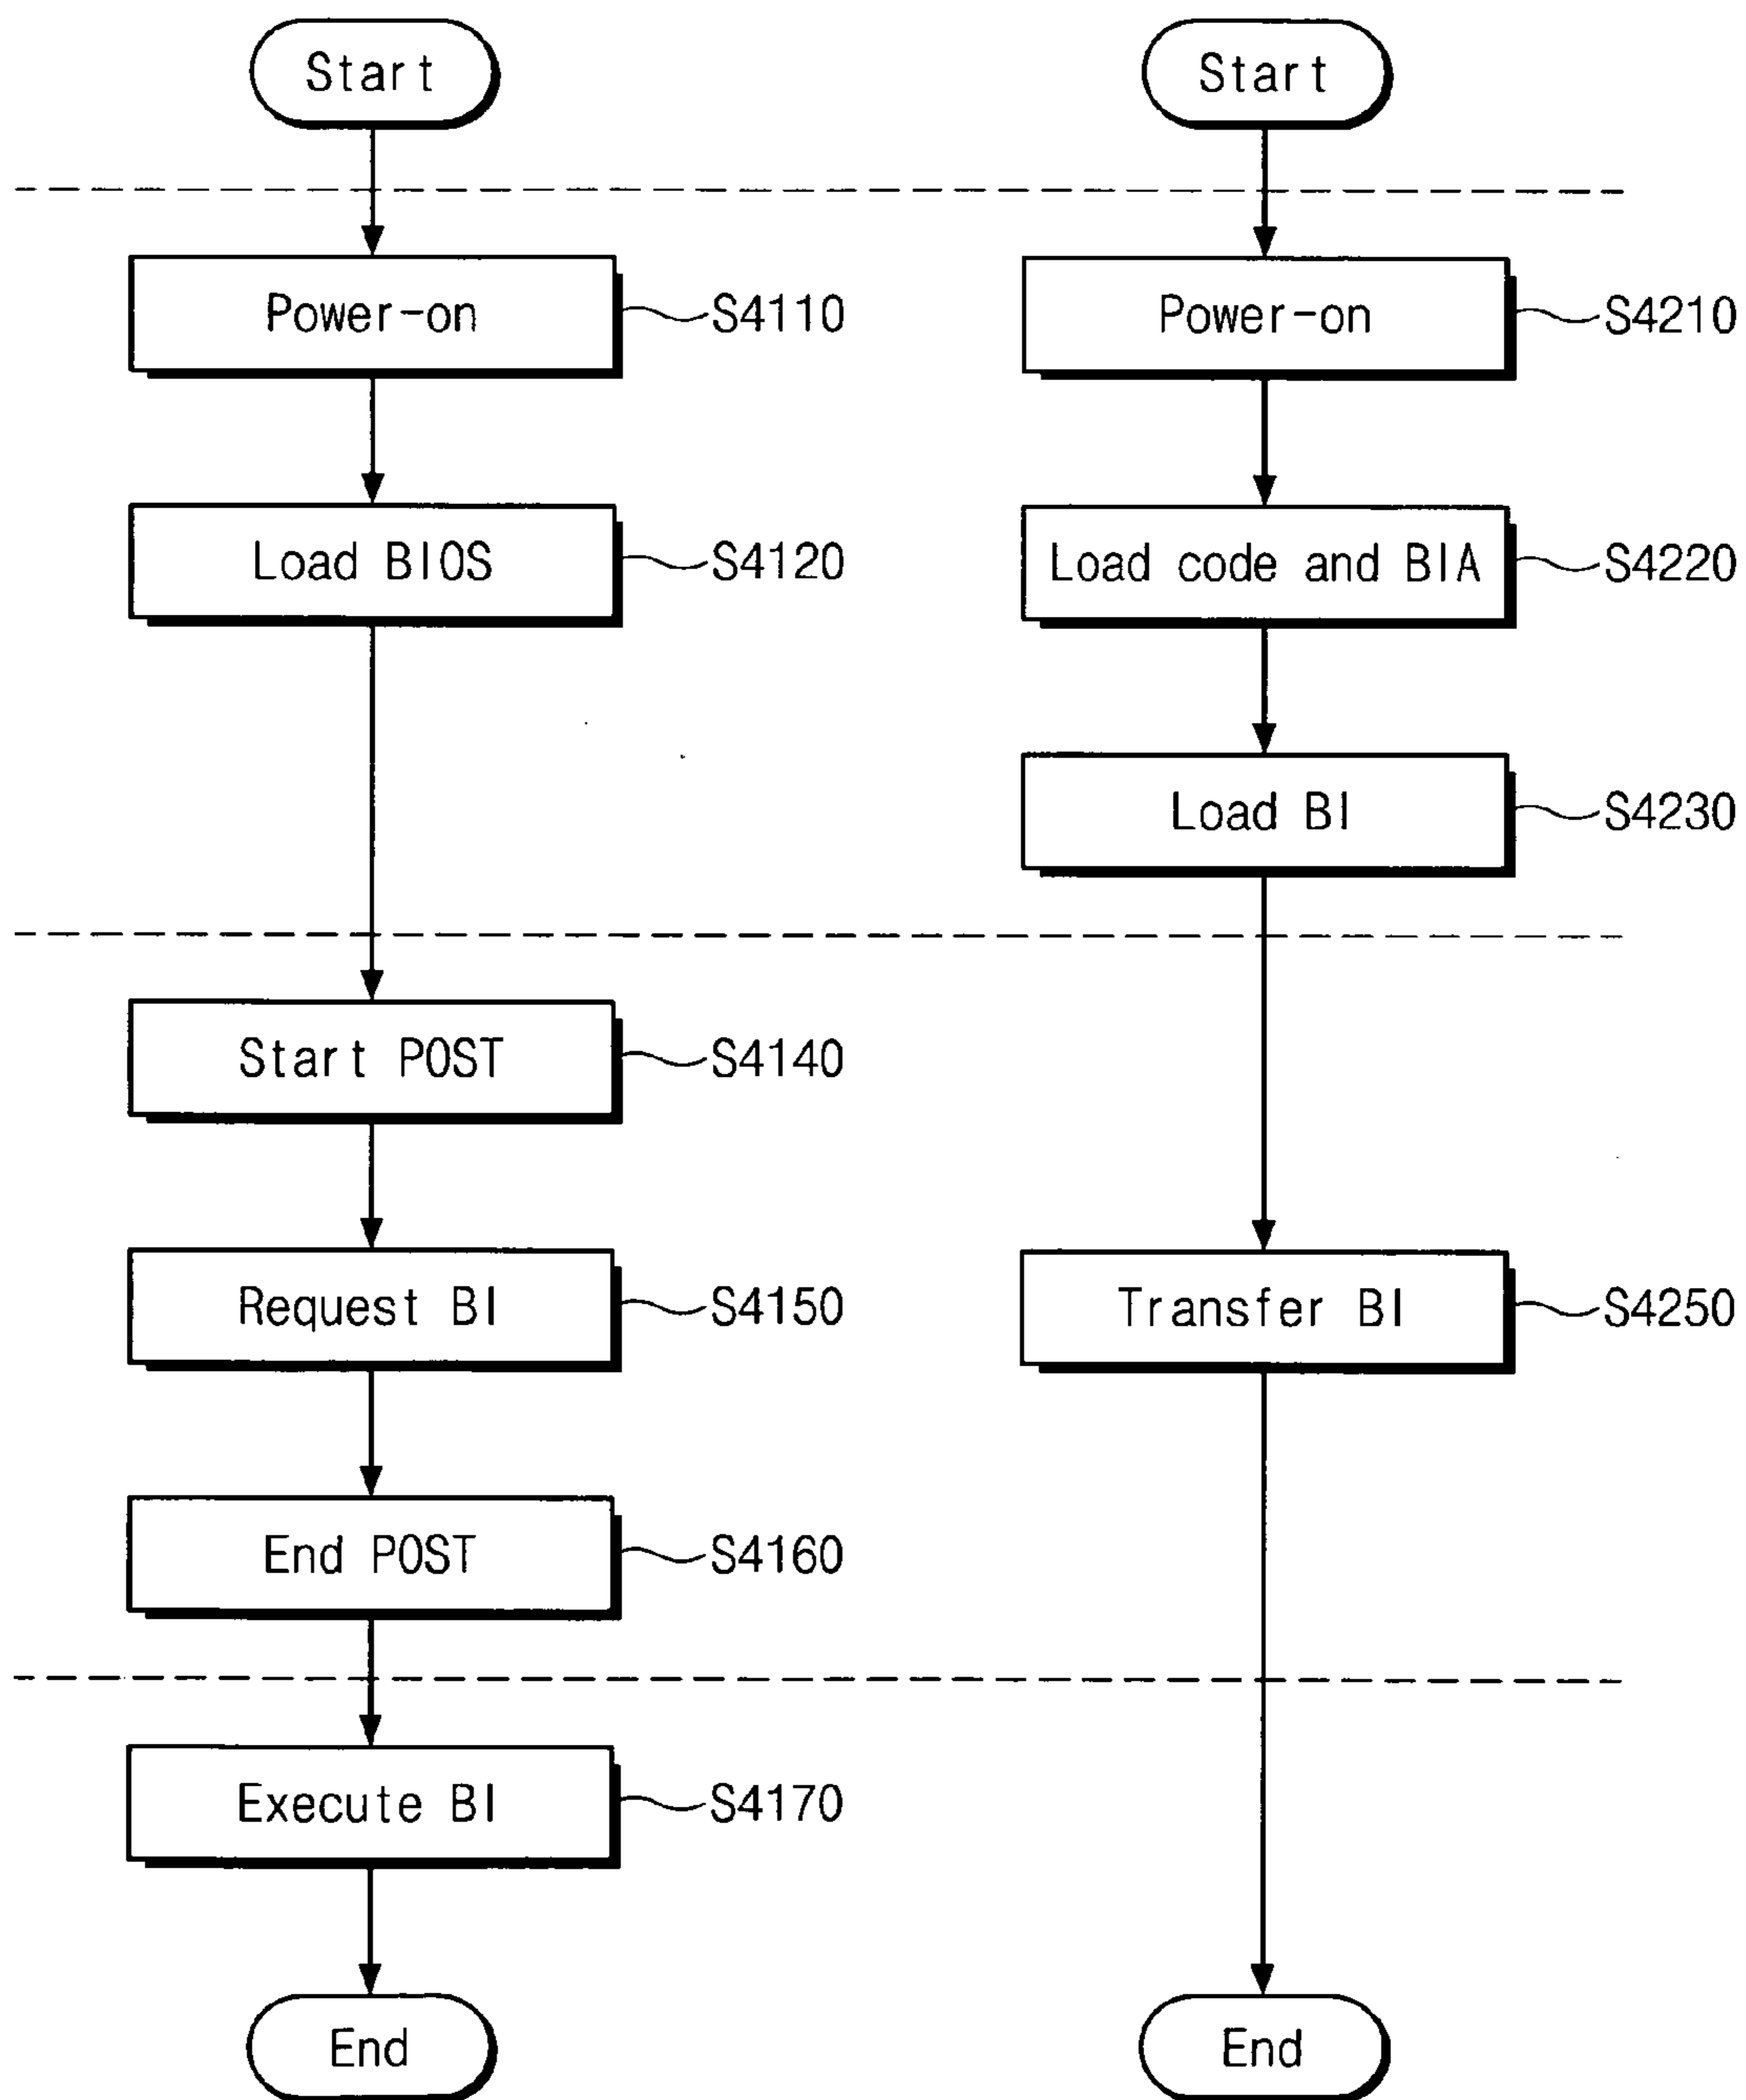 Start
Start
Power-on
S4110
Power-on
S4210
Load BIOS
S4120
Load code and BIA
S4220
Load BI
S4230
Start POST
S4140
Request BI
S4150
Transfer BI
S4250
End POST
S4160
Execute BI
S4170
End
End